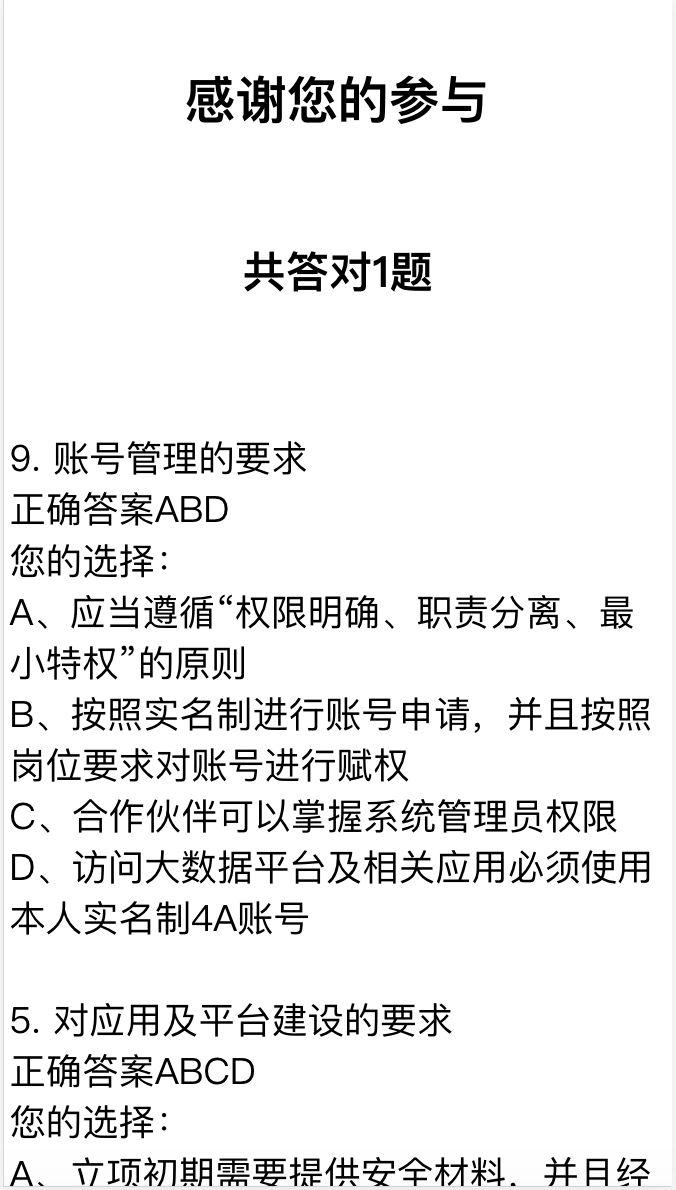 感谢您的参与
共答对1题
9. 账号管理的要求
正确答案ABD
您的选择：
A、应当遵循“权限明确、职责分离、最
小特权”的原则
B、按照实名制进行账号申请，并且按照
岗位要求对账号进行赋权
C、合作伙伴可以掌握系统管理员权限
D、访问大数据平台及相关应用必须使用
本人实名制4A账号
5. 对应用及平台建设的要求
正确答案ABCD
您的选择：
A、立项初期需要提供安全材料，并且经